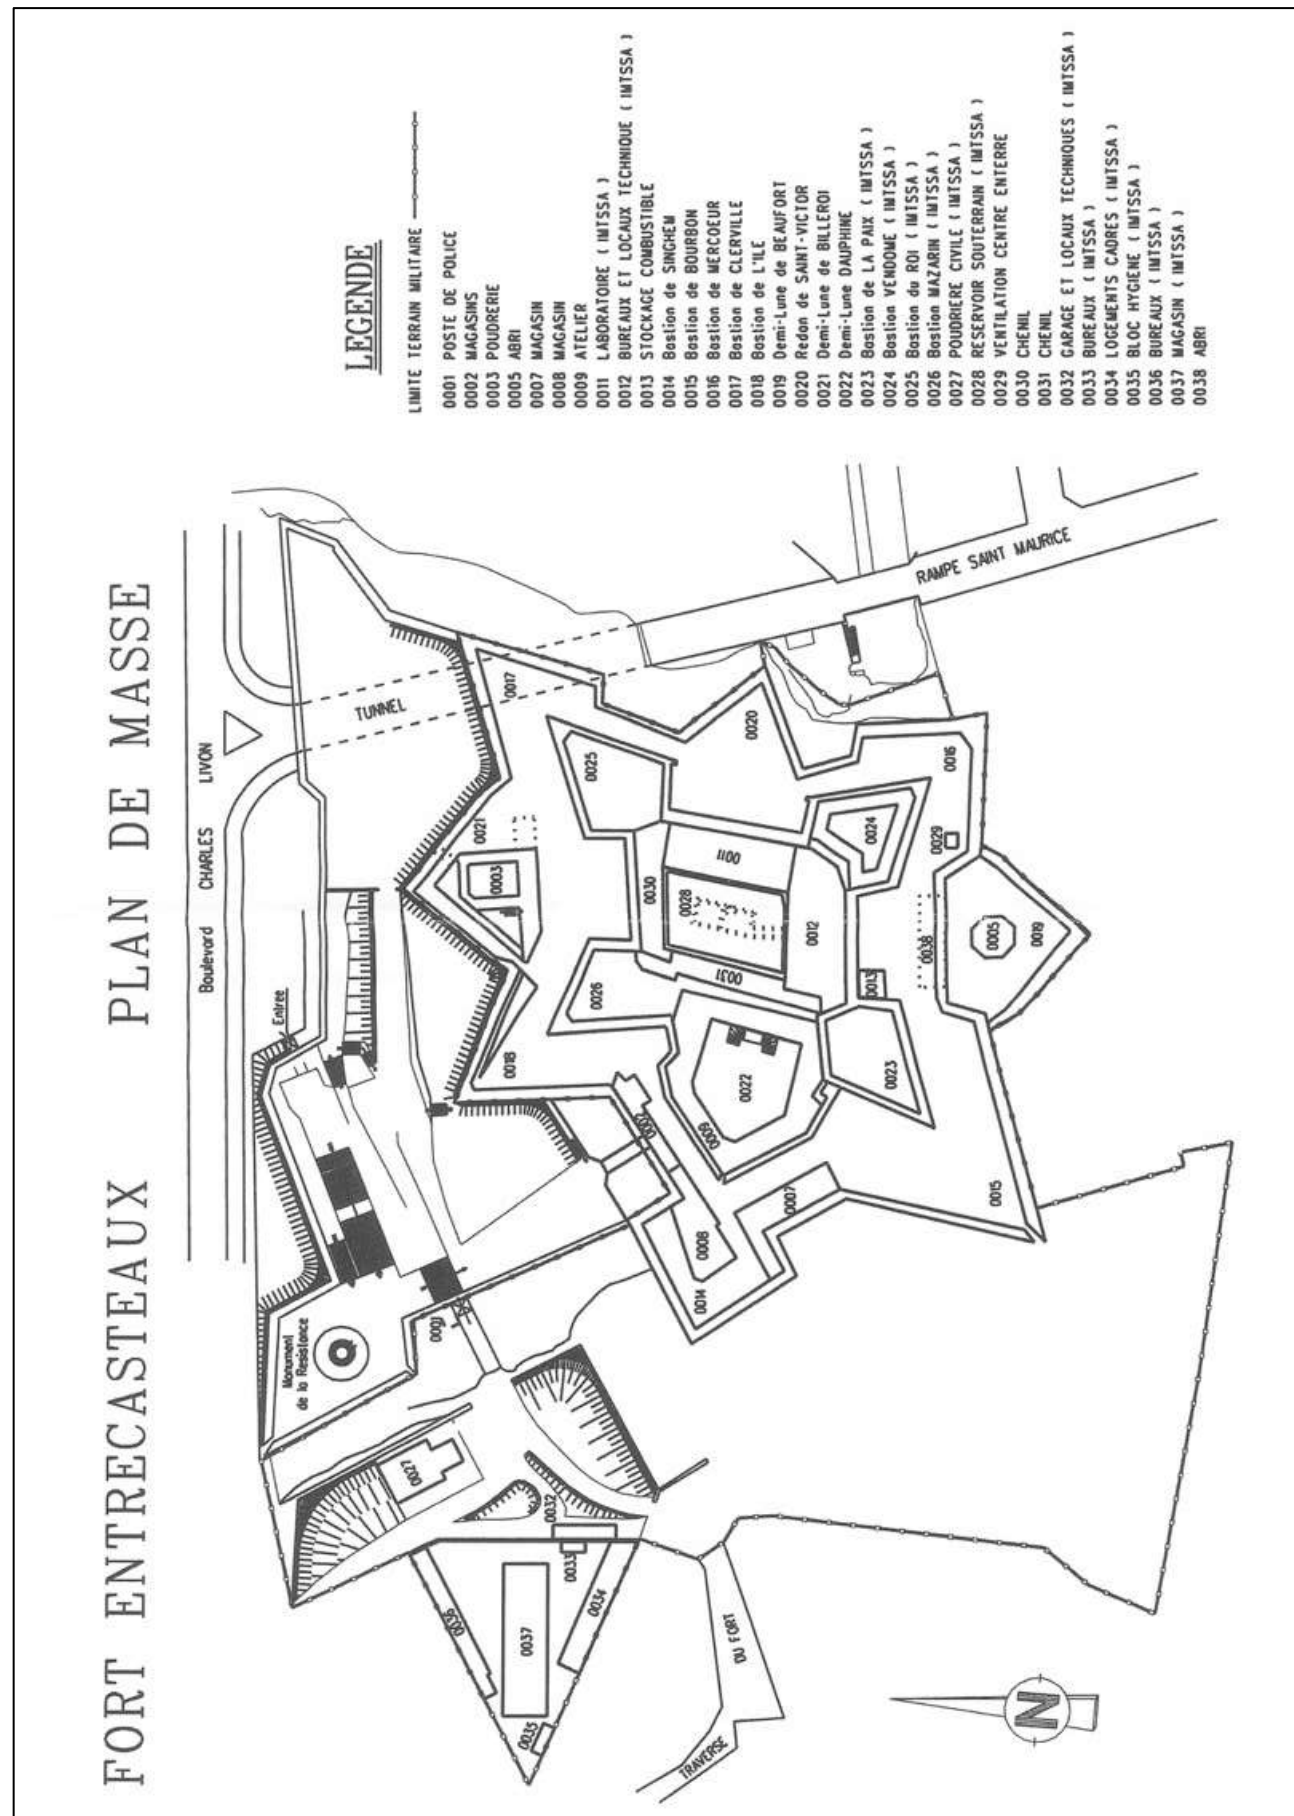 FORT ENTRECASTEAUX PLAN DE MASSE
LEGENDE
LIMITE TERRAIN MILITAIRE
0001 POSTE DE POLICE
0002 MAGASINS
0003 POUDRERIE
0005 ABRI
0007 MAGASIN
0008 MAGASIN
0009 ATELIER
0011 LABORATOIRE ( IMTSSA )
0012 BUREAUX ET LOCAUX TECHNIQUE ( IMTSSA )
0013 STOCKAGE COMBUSTIBLE
0014 Bastion de SINGHEM
0015 Bastion de BOURBON
0016 Bastion de MERCOEUR
0017 Bastion de CLERVILLE
0018 Bastion de L'ILE
0019 Demi-Lune de BEAUFORT
0020 Redan de SAINT-VICTOR
0021 Demi-Lune de BILLEROI
0022 Demi-Lune DAUPHINE
0023 Bastion de LA PAIX ( IMTSSA )
0024 Bastion VENDOME ( IMTSSA )
0025 Bastion du ROI ( IMTSSA )
0026 Bastion MAZARIN ( IMTSSA )
0027 POUDRIERE CIVILE ( IMTSSA )
0028 RESERVOIR SOUTERRAIN ( IMTSSA )
0029 VENTILATION CENTRE ENTERRE
0030 CHENIL
0031 CHENIL
0032 GARAGE ET LOCAUX TECHNIQUES ( IMTSSA )
0033 BUREAUX ( IMTSSA )
0034 LOGEMENTS CADRES ( IMTSSA )
0035 BLOC HYGIENE ( IMTSSA )
0036 BUREAUX ( IMTSSA )
0037 MAGASIN ( IMTSSA )
0038 ABRI
Boulevard CHARLES LIVON
Entree
TUNNEL
RAMPE SAINT MAURICE
Monument
de la Resistance
0001
0017
0021
0003
0025
0020
0016
0018
0026
0030
0011
0028
0031
0012
0024
0029
0038
0005
0019
0013
0023
0022
0009
0002
0007
0008
0014
0015
0027
0032
0033
0034
0036
0037
0035
TRAVERSE
DU FORT
N